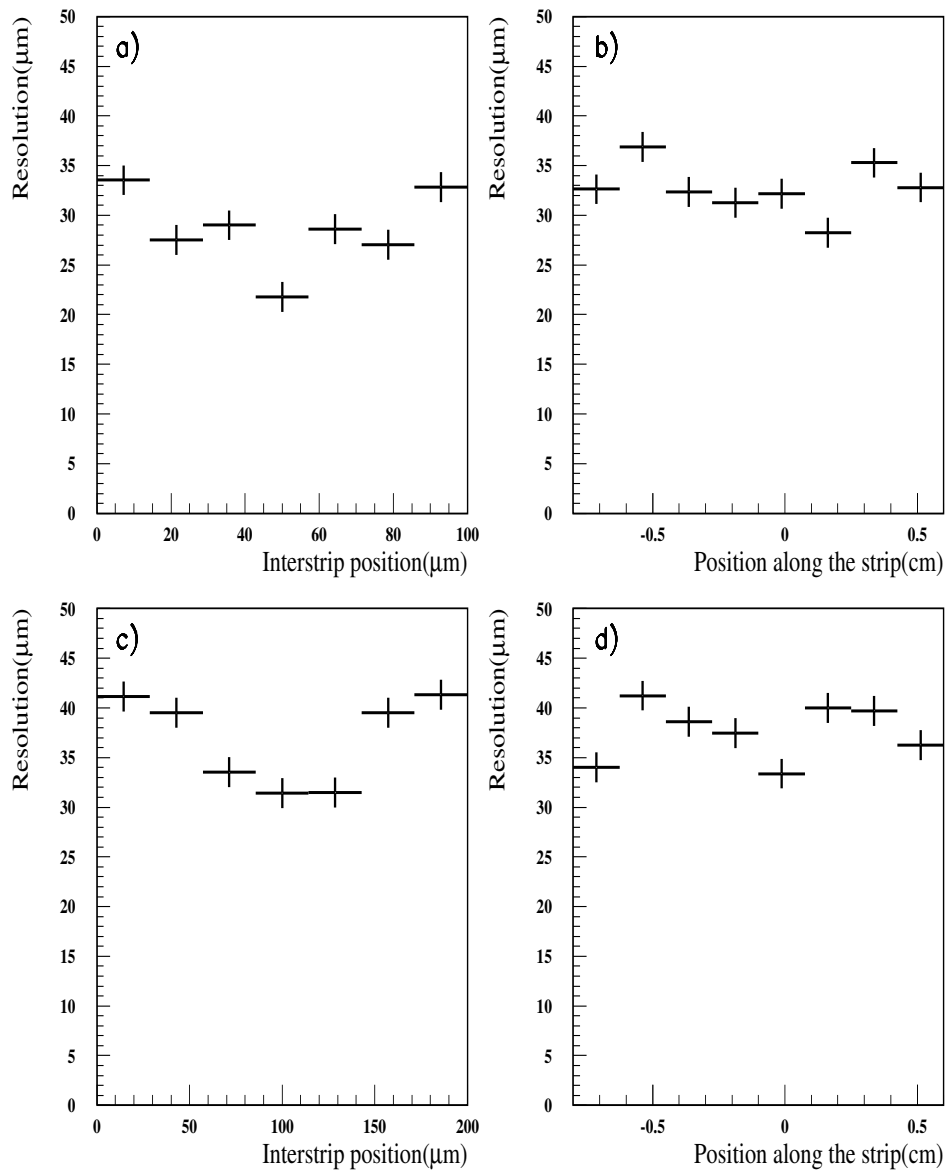 a)
Resolution(μm)
50
45
40
35
30
25
20
15
10
5
0
0 20 40 60 80 100
Interstrip position(μm)
b)
Resolution(μm)
50
45
40
35
30
25
20
15
10
5
0
-0.5 0 0.5
Position along the strip(cm)
c)
Resolution(μm)
50
45
40
35
30
25
20
15
10
5
0
0 50 100 150 200
Interstrip position(μm)
d)
Resolution(μm)
50
45
40
35
30
25
20
15
10
5
0
-0.5 0 0.5
Position along the strip(cm)